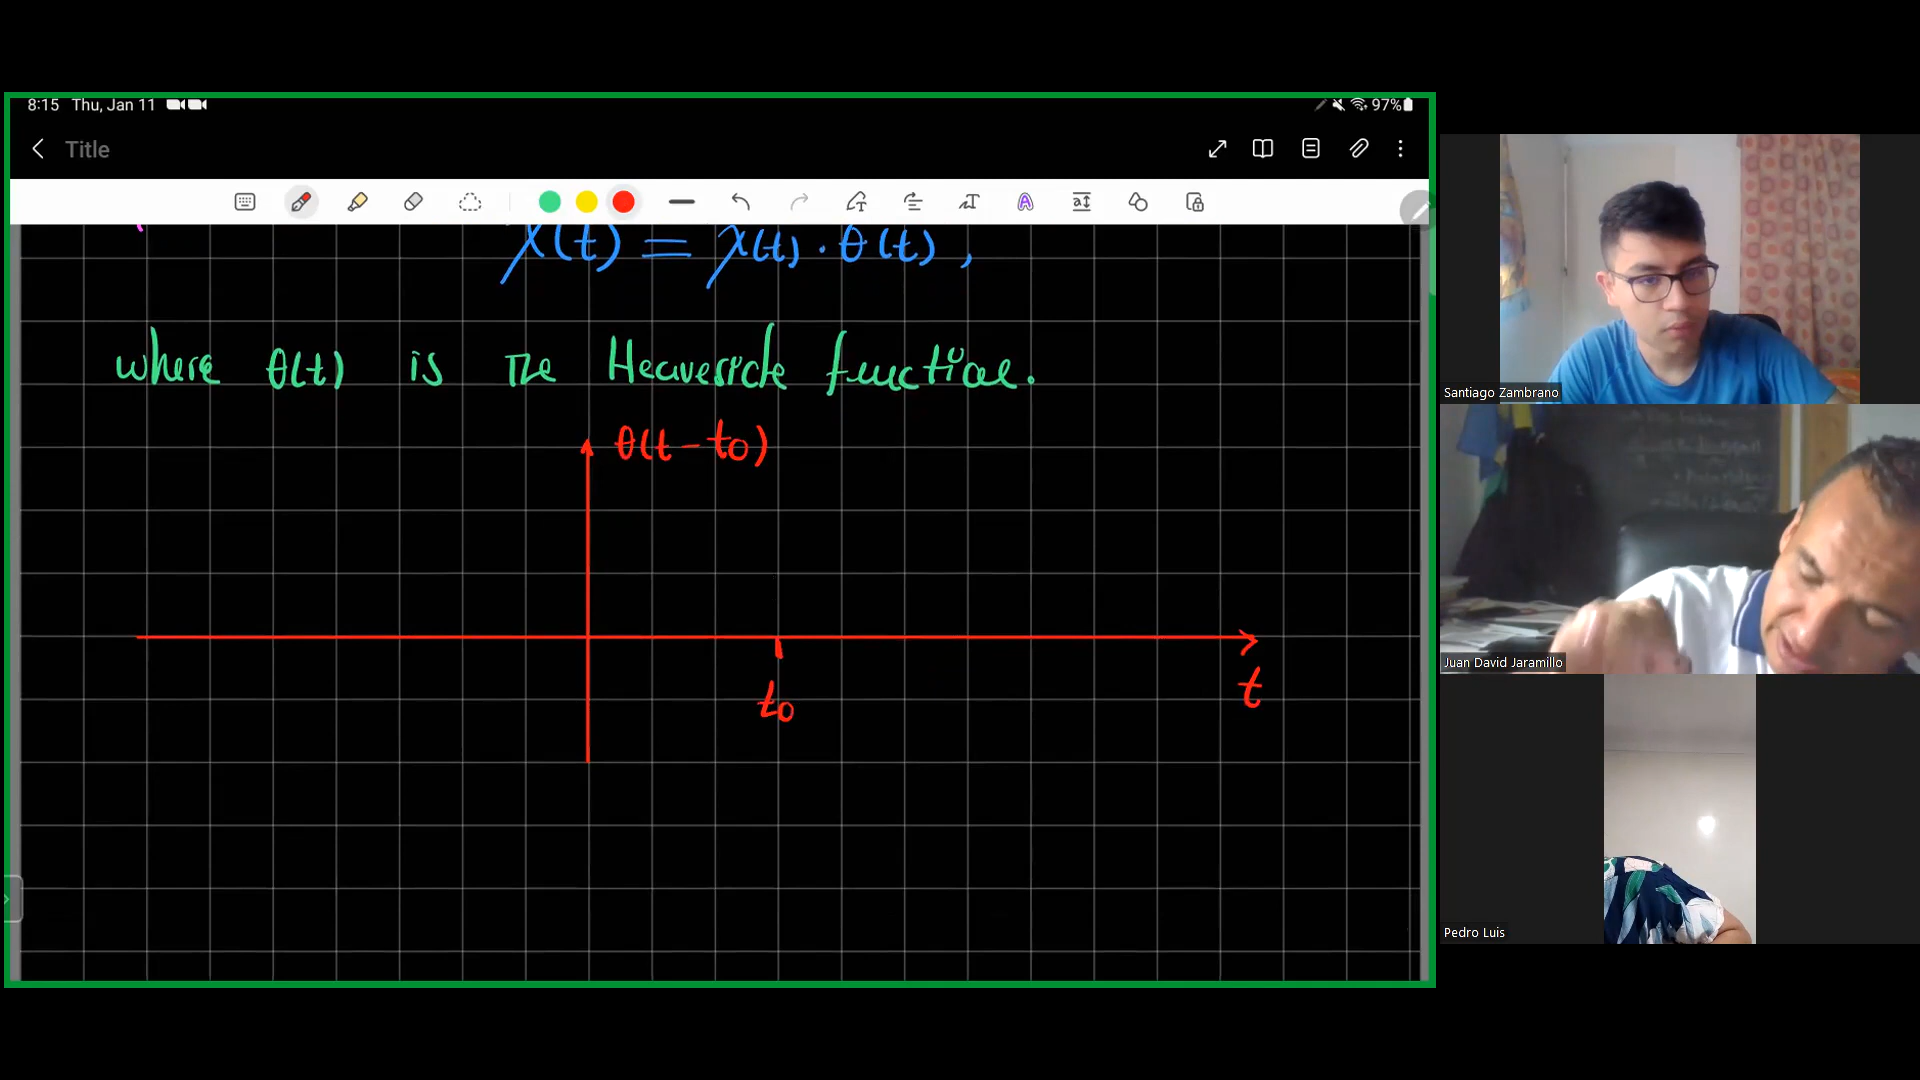 8:15 Thu, Jan 11 97%
Title
χ(t) = χ(t) · θ(t) ,
where θ(t) is the Heaviside function.
θ(t - t0)
t0
t
Santiago Zambrano
Juan David Jaramillo
Pedro Luis